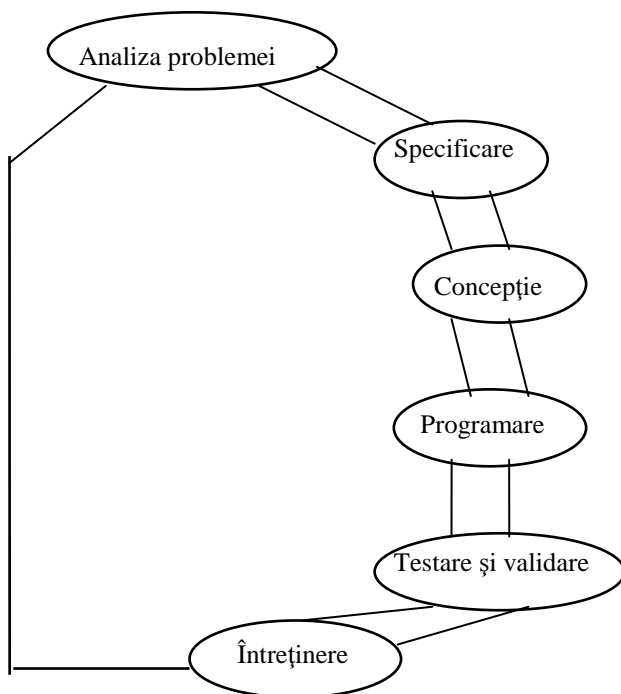 Analiza problemei
Specificare
Concepţie
Programare
Testare şi validare
Întreţinere